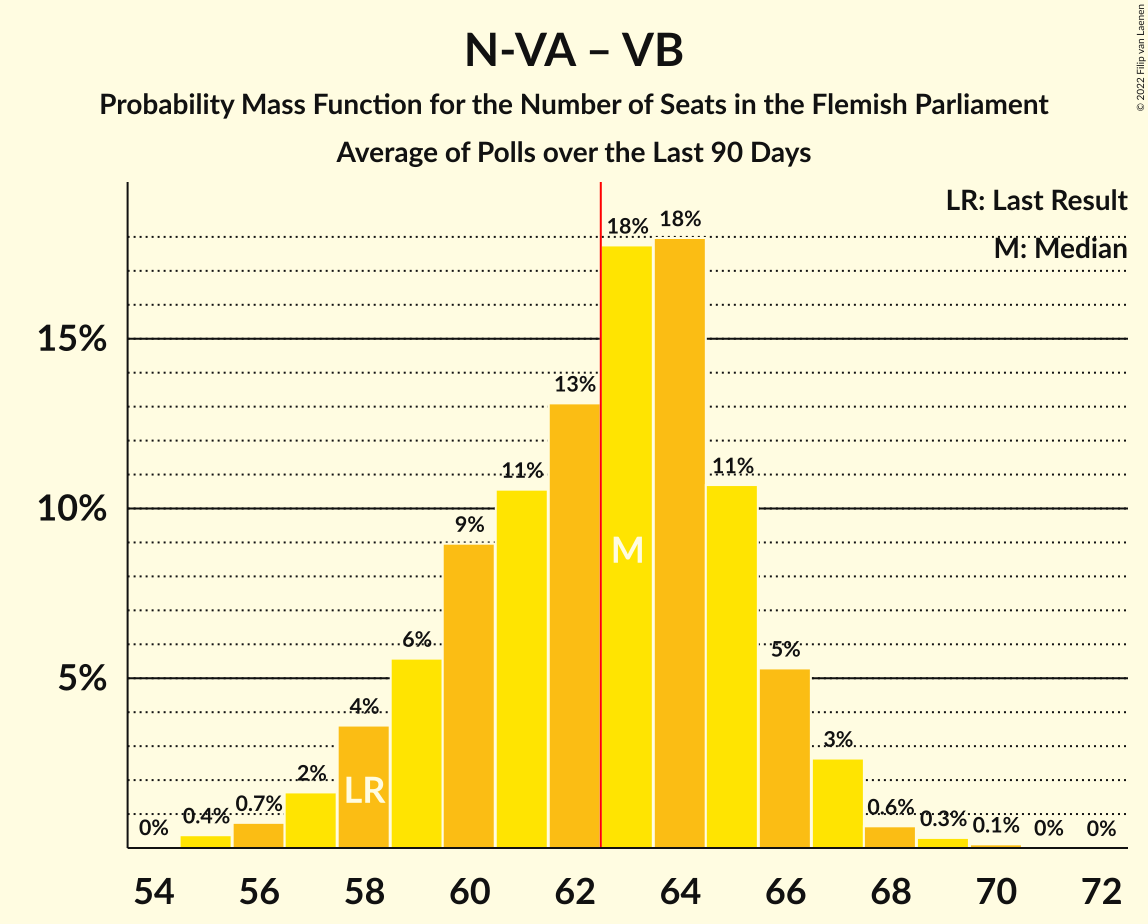 N-VA – VB
Probability Mass Function for the Number of Seats in the Flemish Parliament
Average of Polls over the Last 90 Days
© 2022 Filip van Laenen
LR: Last Result
M: Median
18%
18%
15%
13%
11%
11%
10%
9%
M
6%
5%
5%
4%
3%
2%
LR
0.7%
0.4%
0%
0.6%
0.3%
0.1%
0%
0%
54 56 58 60 62 64 66 68 70 72